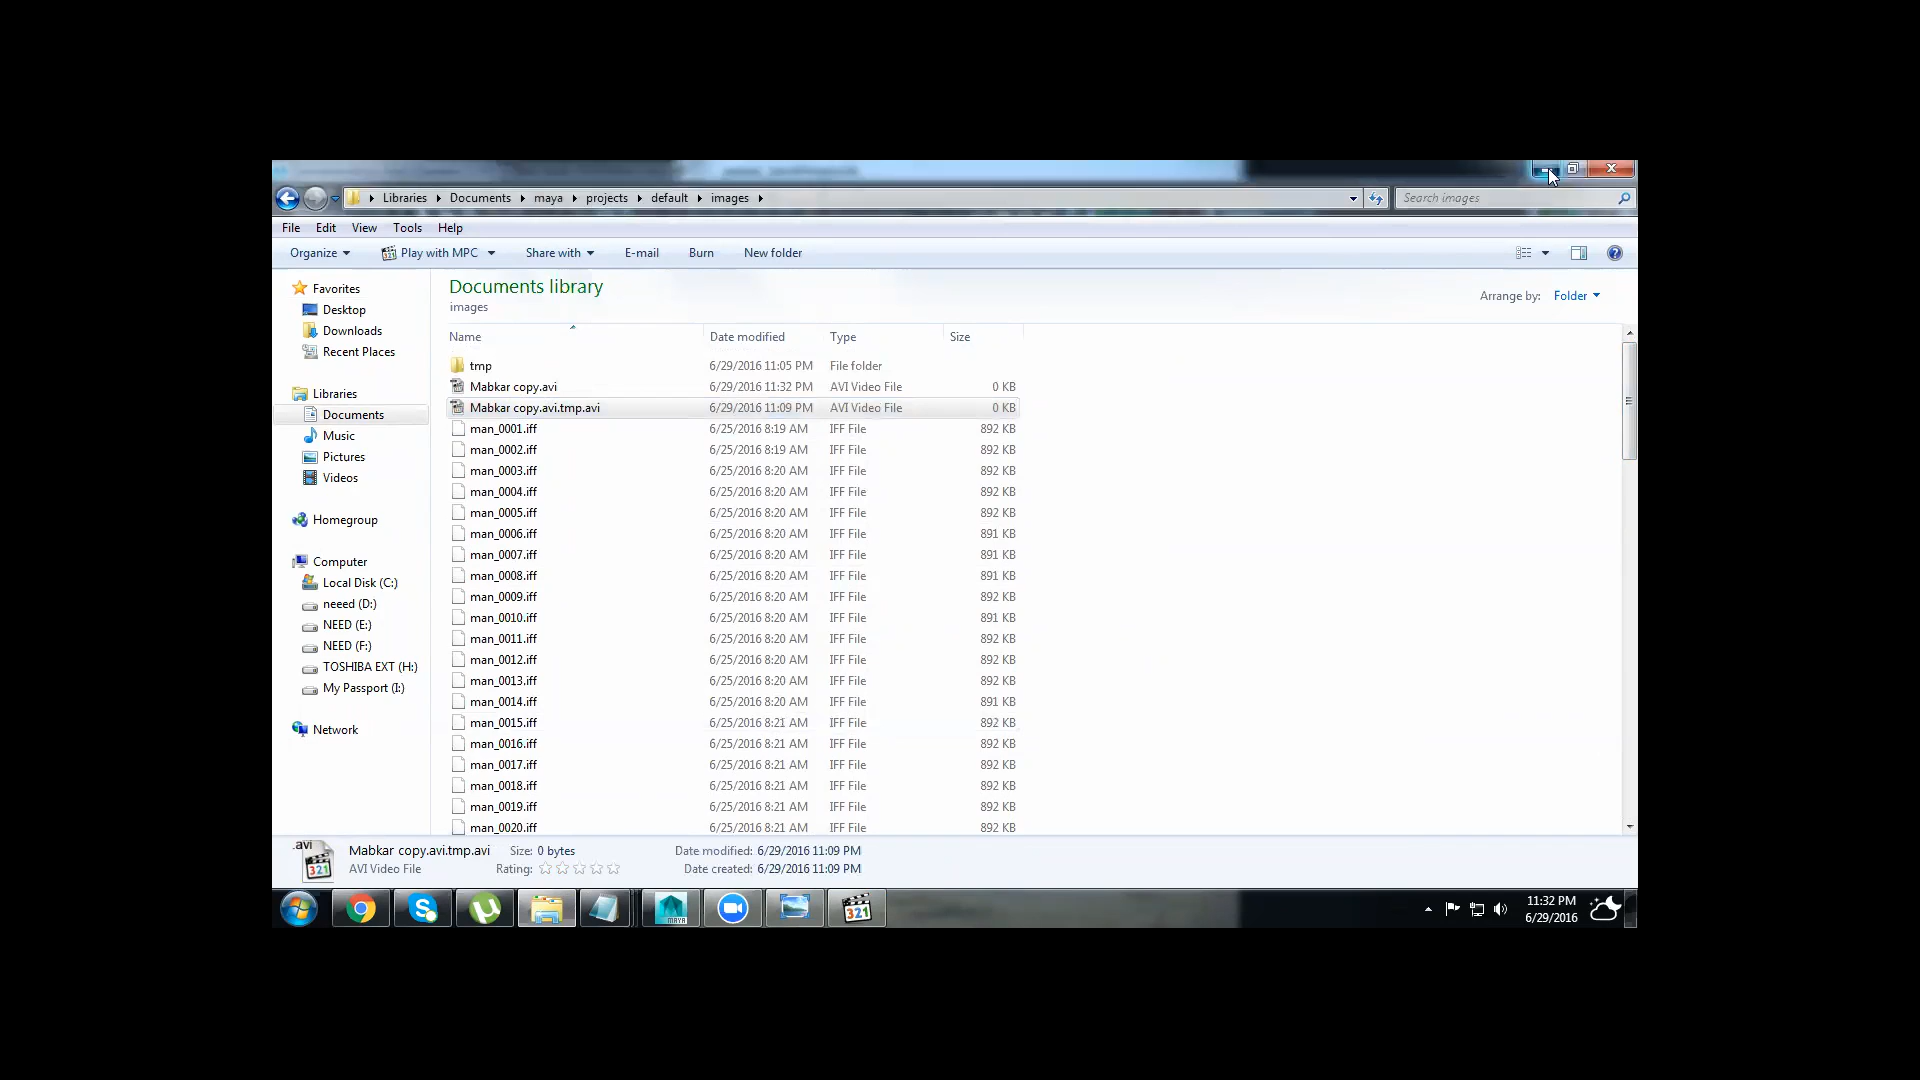 Libraries Documents maya projects default images
Search images
File Edit View Tools Help
Organize Play with MPC Share with E-mail Burn New folder
Documents library
images
Arrange by: Folder
Favorites
Desktop
Downloads
Recent Places
Libraries
Documents
Music
Pictures
Videos
Homegroup
Computer
Local Disk (C:)
neeed (D:)
NEED (E:)
NEED (F:)
TOSHIBA EXT (H:)
My Passport (I:)
Network
Name Date modified Type Size
tmp 6/29/2016 11:05 PM File folder
Mabkar copy.avi 6/29/2016 11:32 PM AVI Video File 0 KB
Mabkar copy.avi.tmp.avi 6/29/2016 11:09 PM AVI Video File 0 KB
man_0001.iff 6/25/2016 8:19 AM IFF File 892 KB
man_0002.iff 6/25/2016 8:19 AM IFF File 892 KB
man_0003.iff 6/25/2016 8:20 AM IFF File 892 KB
man_0004.iff 6/25/2016 8:20 AM IFF File 892 KB
man_0005.iff 6/25/2016 8:20 AM IFF File 892 KB
man_0006.iff 6/25/2016 8:20 AM IFF File 891 KB
man_0007.iff 6/25/2016 8:20 AM IFF File 891 KB
man_0008.iff 6/25/2016 8:20 AM IFF File 891 KB
man_0009.iff 6/25/2016 8:20 AM IFF File 892 KB
man_0010.iff 6/25/2016 8:20 AM IFF File 891 KB
man_0011.iff 6/25/2016 8:20 AM IFF File 892 KB
man_0012.iff 6/25/2016 8:20 AM IFF File 892 KB
man_0013.iff 6/25/2016 8:20 AM IFF File 892 KB
man_0014.iff 6/25/2016 8:20 AM IFF File 891 KB
man_0015.iff 6/25/2016 8:21 AM IFF File 892 KB
man_0016.iff 6/25/2016 8:21 AM IFF File 892 KB
man_0017.iff 6/25/2016 8:21 AM IFF File 892 KB
man_0018.iff 6/25/2016 8:21 AM IFF File 892 KB
man_0019.iff 6/25/2016 8:21 AM IFF File 892 KB
man_0020.iff 6/25/2016 8:21 AM IFF File 892 KB
.avi
321
Mabkar copy.avi.tmp.avi Size: 0 bytes Date modified: 6/29/2016 11:09 PM
AVI Video File Rating: Date created: 6/29/2016 11:09 PM
MAYA
321
11:32 PM
6/29/2016